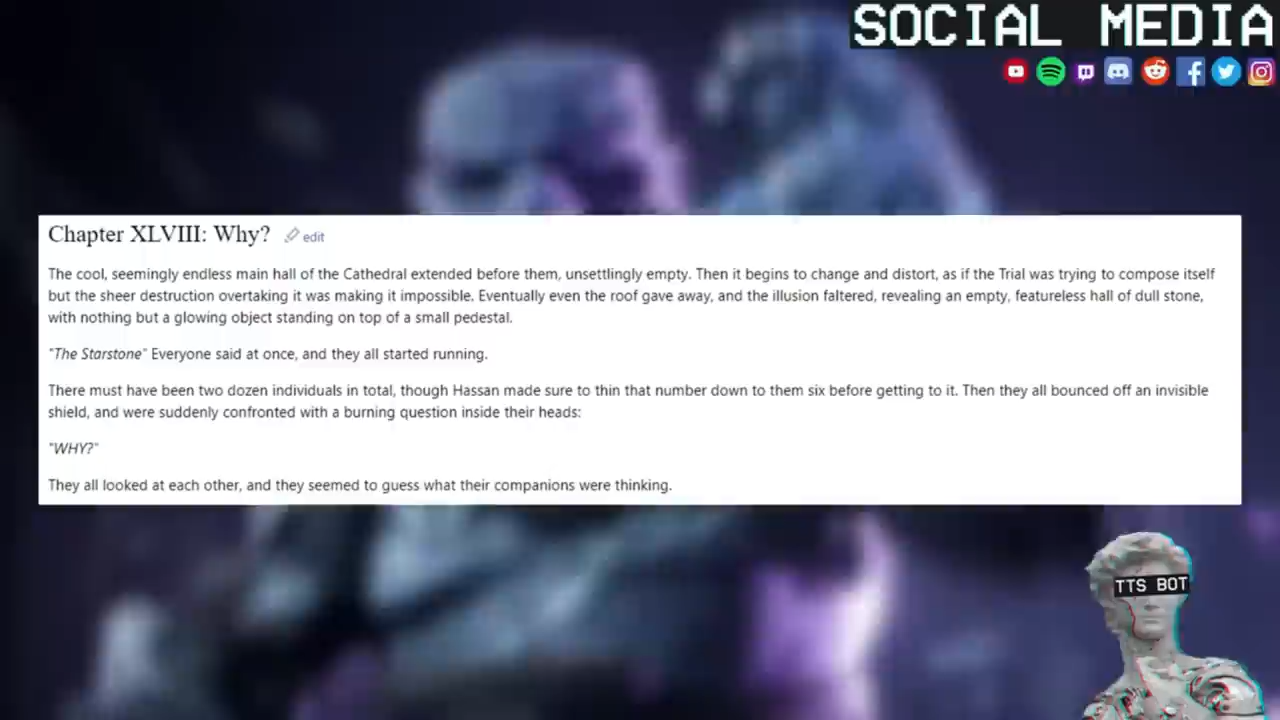 SOCIAL MEDIA
Chapter XLVIII: Why? edit
The cool, seemingly endless main hall of the Cathedral extended before them, unsettlingly empty. Then it begins to change and distort, as if the Trial was trying to compose itself
but the sheer destruction overtaking it was making it impossible. Eventually even the roof gave away, and the illusion faltered, revealing an empty, featureless hall of dull stone,
with nothing but a glowing object standing on top of a small pedestal.
"The Starstone" Everyone said at once, and they all started running.
There must have been two dozen individuals in total, though Hassan made sure to thin that number down to them six before getting to it. Then they all bounced off an invisible
shield, and were suddenly confronted with a burning question inside their heads:
"WHY?"
They all looked at each other, and they seemed to guess what their companions were thinking.
TTS BOT